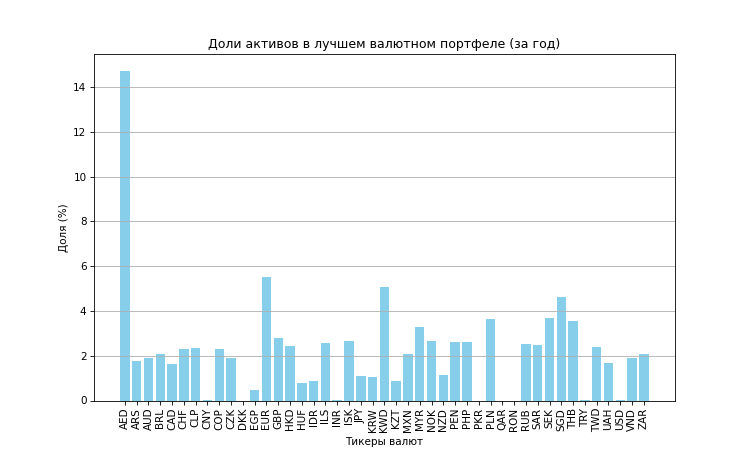 Доли активов в лучшем валютном портфеле (за год)
Доля (%)
14
12
10
8
6
4
2
0
AED ARS AUD BRL CAD CHF CLP CNY COP CZK DKK EGP EUR GBP HKD HUF IDR ILS INR ISK JPY KRW KWD KZT MXN MYR NOK NZD PEN PHP PKR PLN QAR RON RUB SAR SEK SGD THB TRY TWD UAH USD VND ZAR
Тикеры валют